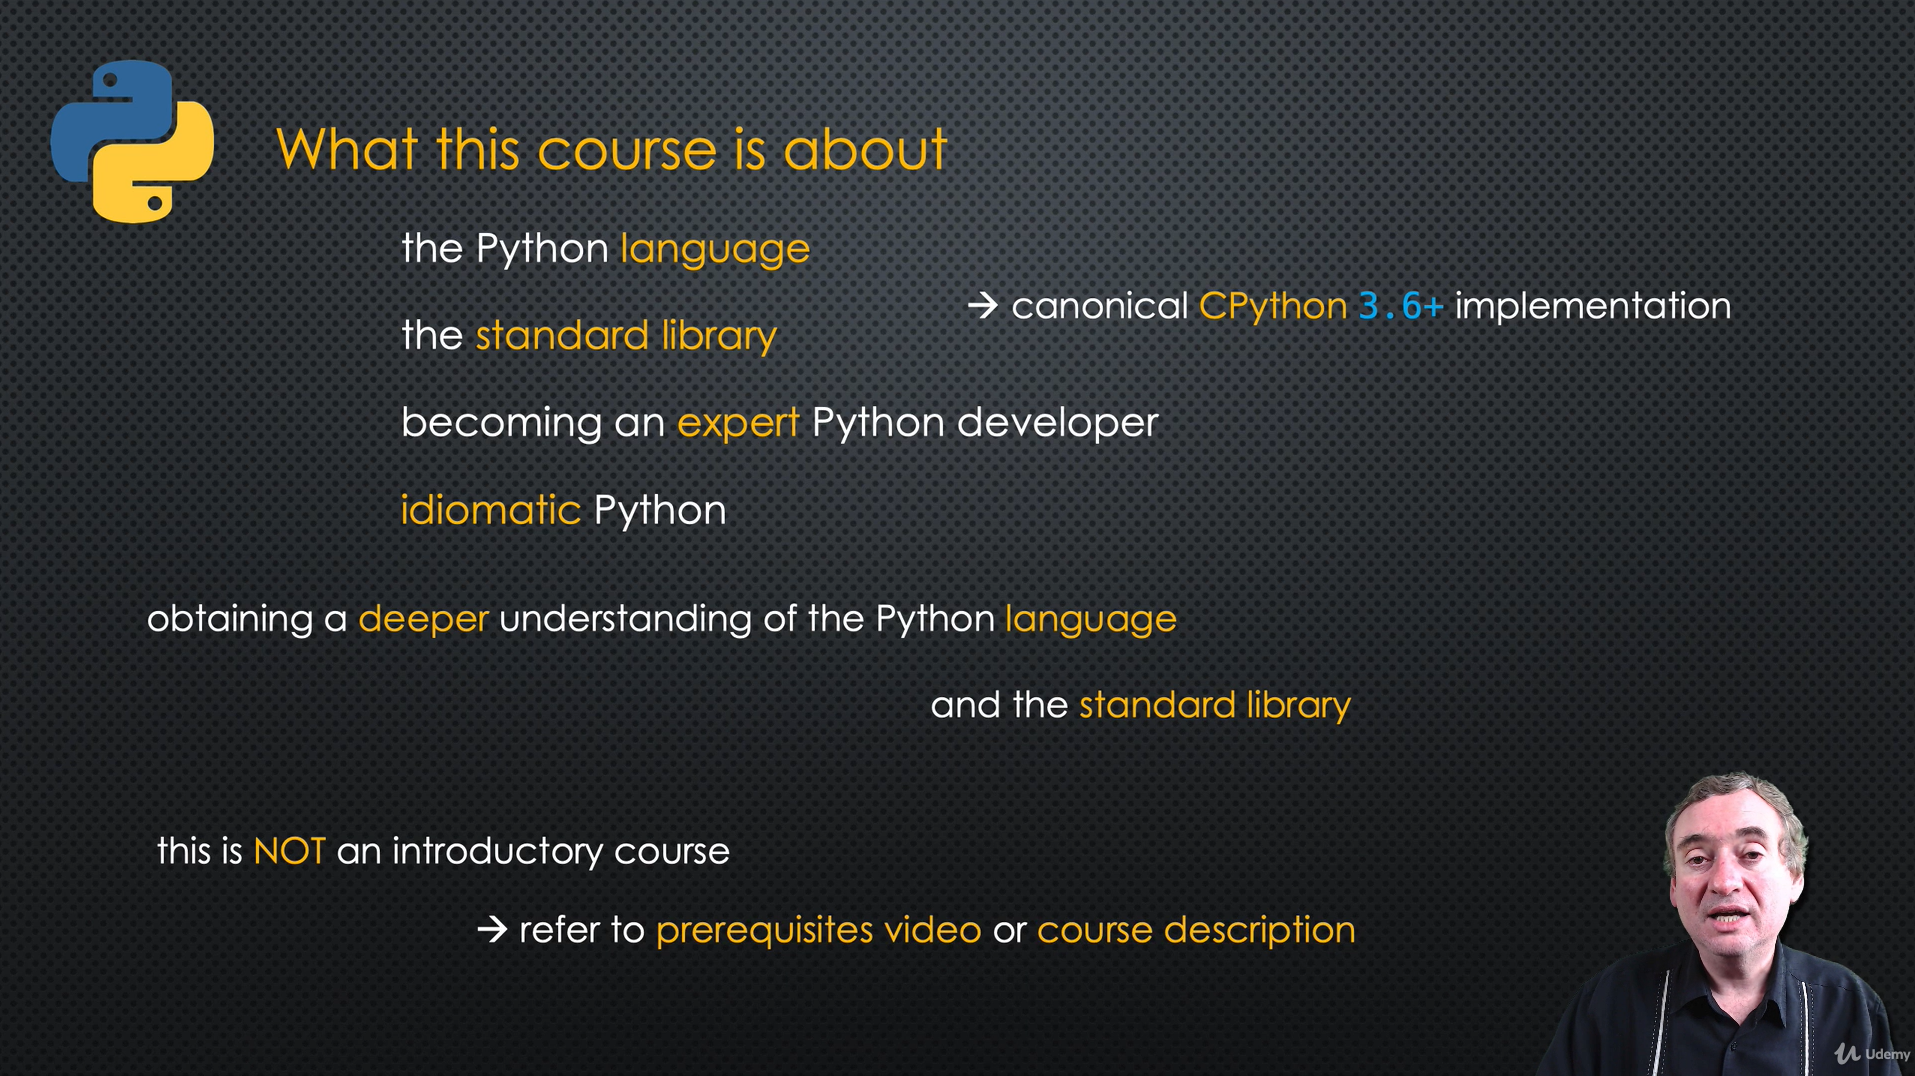 What this course is about
the Python language
→ canonical CPython 3.6+ implementation
the standard library
becoming an expert Python developer
idiomatic Python
obtaining a deeper understanding of the Python language
and the standard library
this is NOT an introductory course
→ refer to prerequisites video or course description
Udemy